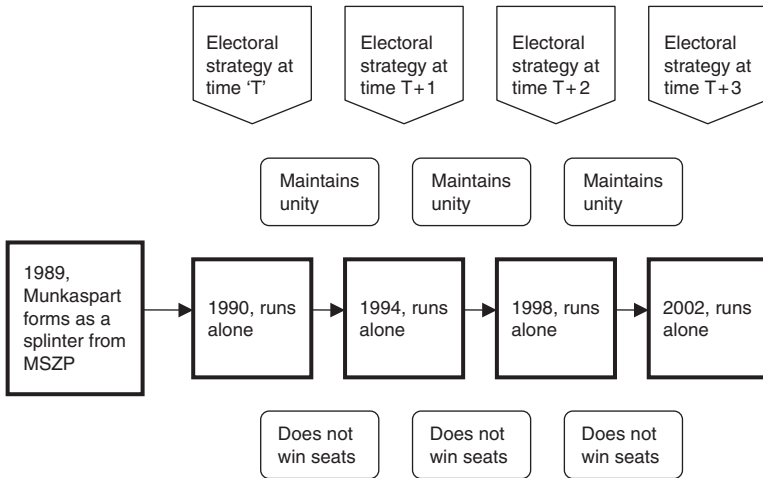 Electoral
strategy at
time ‘T’
Electoral
strategy at
time T+1
Electoral
strategy at
time T+2
Electoral
strategy at
time T+3
Maintains
unity
Maintains
unity
Maintains
unity
1989,
Munkaspart
forms as a
splinter from
MSZP
1990, runs
alone
1994, runs
alone
1998, runs
alone
2002, runs
alone
Does not
win seats
Does not
win seats
Does not
win seats